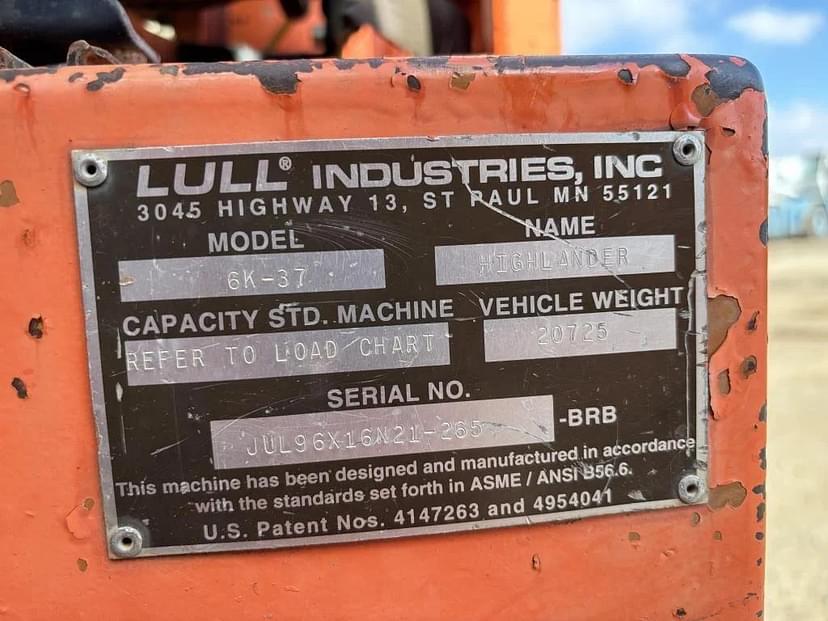 LULL® INDUSTRIES, INC
3045 HIGHWAY 13, ST PAUL MN 55121
MODEL NAME
6K-37 HIGHLANDER
CAPACITY STD. MACHINE VEHICLE WEIGHT
REFER TO LOAD CHART 20725
SERIAL NO.
JUL96X16N21-265 -BRB
This machine has been designed and manufactured in accordance
with the standards set forth in ASME / ANSI B56.6.
U.S. Patent Nos. 4147263 and 4954041